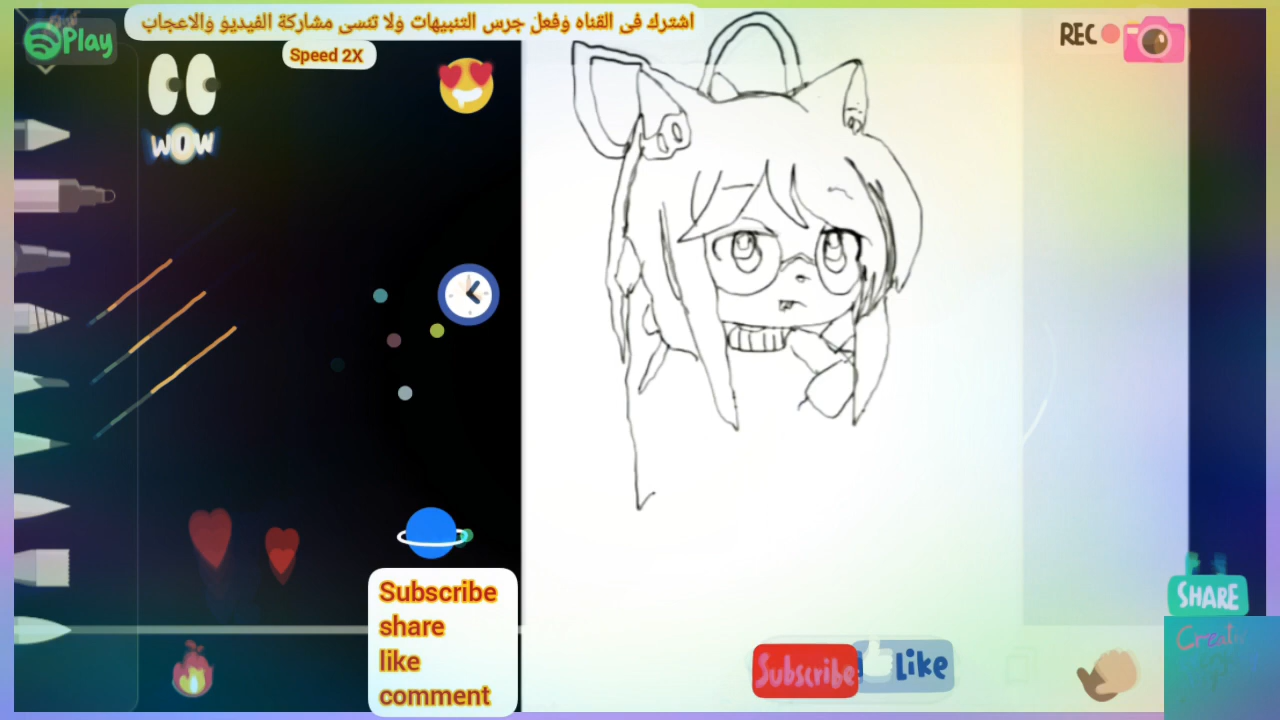 اشترك فى القناه وفعل جرس التنبيهات ولا تنسى مشاركة الفيديو والاعجاب
Play
Speed 2X
REC
WOW
Subscribe
share
like
comment
Subscribe
Like
SHARE